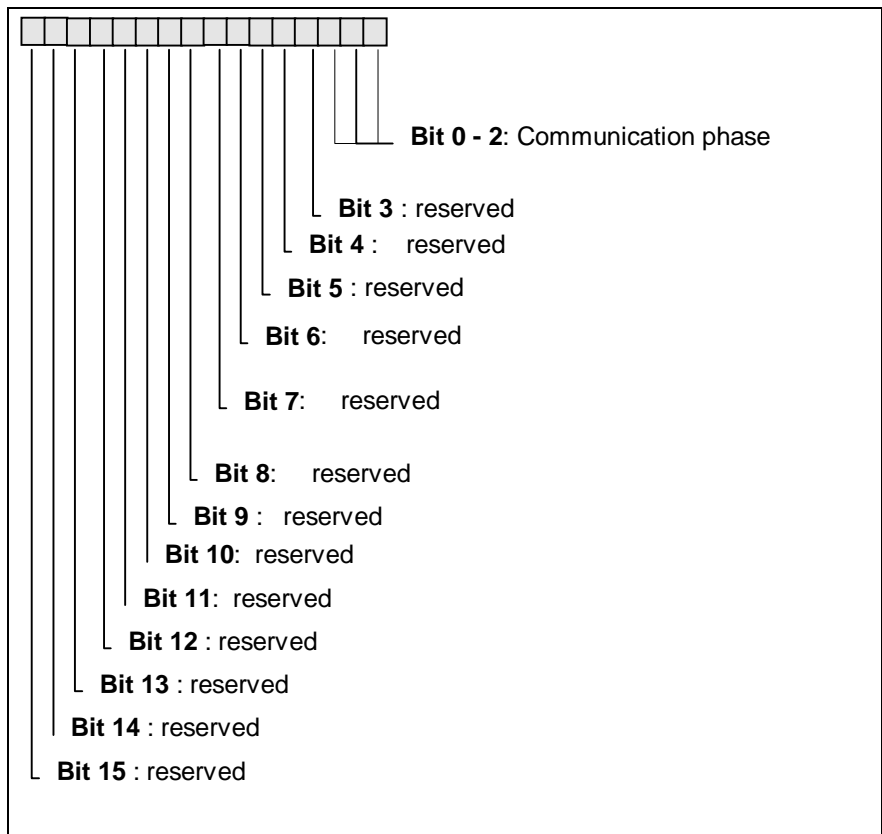 Bit 0 - 2: Communication phase
Bit 3 : reserved
Bit 4 : reserved
Bit 5 : reserved
Bit 6: reserved
Bit 7: reserved
Bit 8: reserved
Bit 9 : reserved
Bit 10: reserved
Bit 11: reserved
Bit 12 : reserved
Bit 13 : reserved
Bit 14 : reserved
Bit 15 : reserved